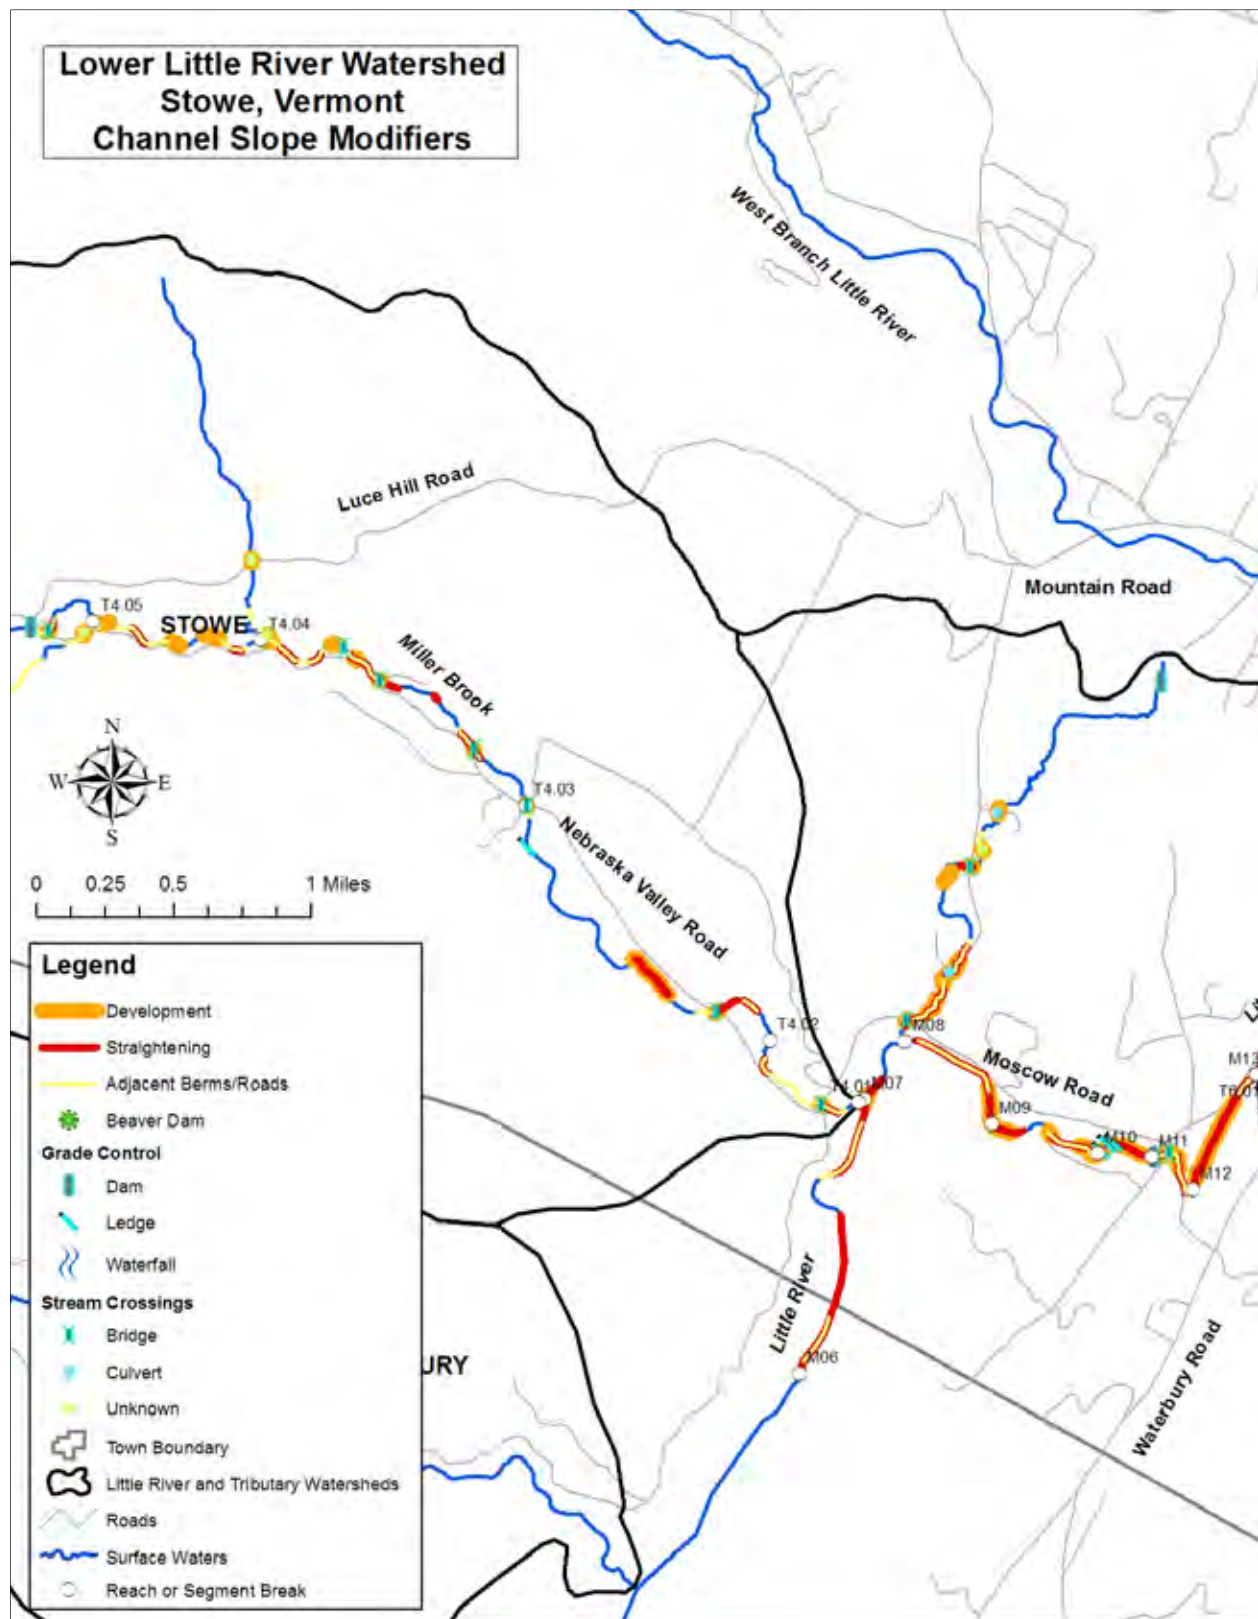 Lower Little River Watershed
Stowe, Vermont
Channel Slope Modifiers
West Branch Little River
Luce Hill Road
Mountain Road
T4.05
STOWE
T4.04
Miller Brook
N
W E
S
T4.03
Nebraska Valley Road
0 0.25 0.5 1 Miles
T4.02
M08
Moscow Road
M13
T6.01
T4.01
M07
M09
M10
M11
M12
Little River
M06
URY
Waterbury Road
Legend
Development
Straightening
Adjacent Berms/Roads
Beaver Dam
Grade Control
Dam
Ledge
Waterfall
Stream Crossings
Bridge
Culvert
Unknown
Town Boundary
Little River and Tributary Watersheds
Roads
Surface Waters
Reach or Segment Break